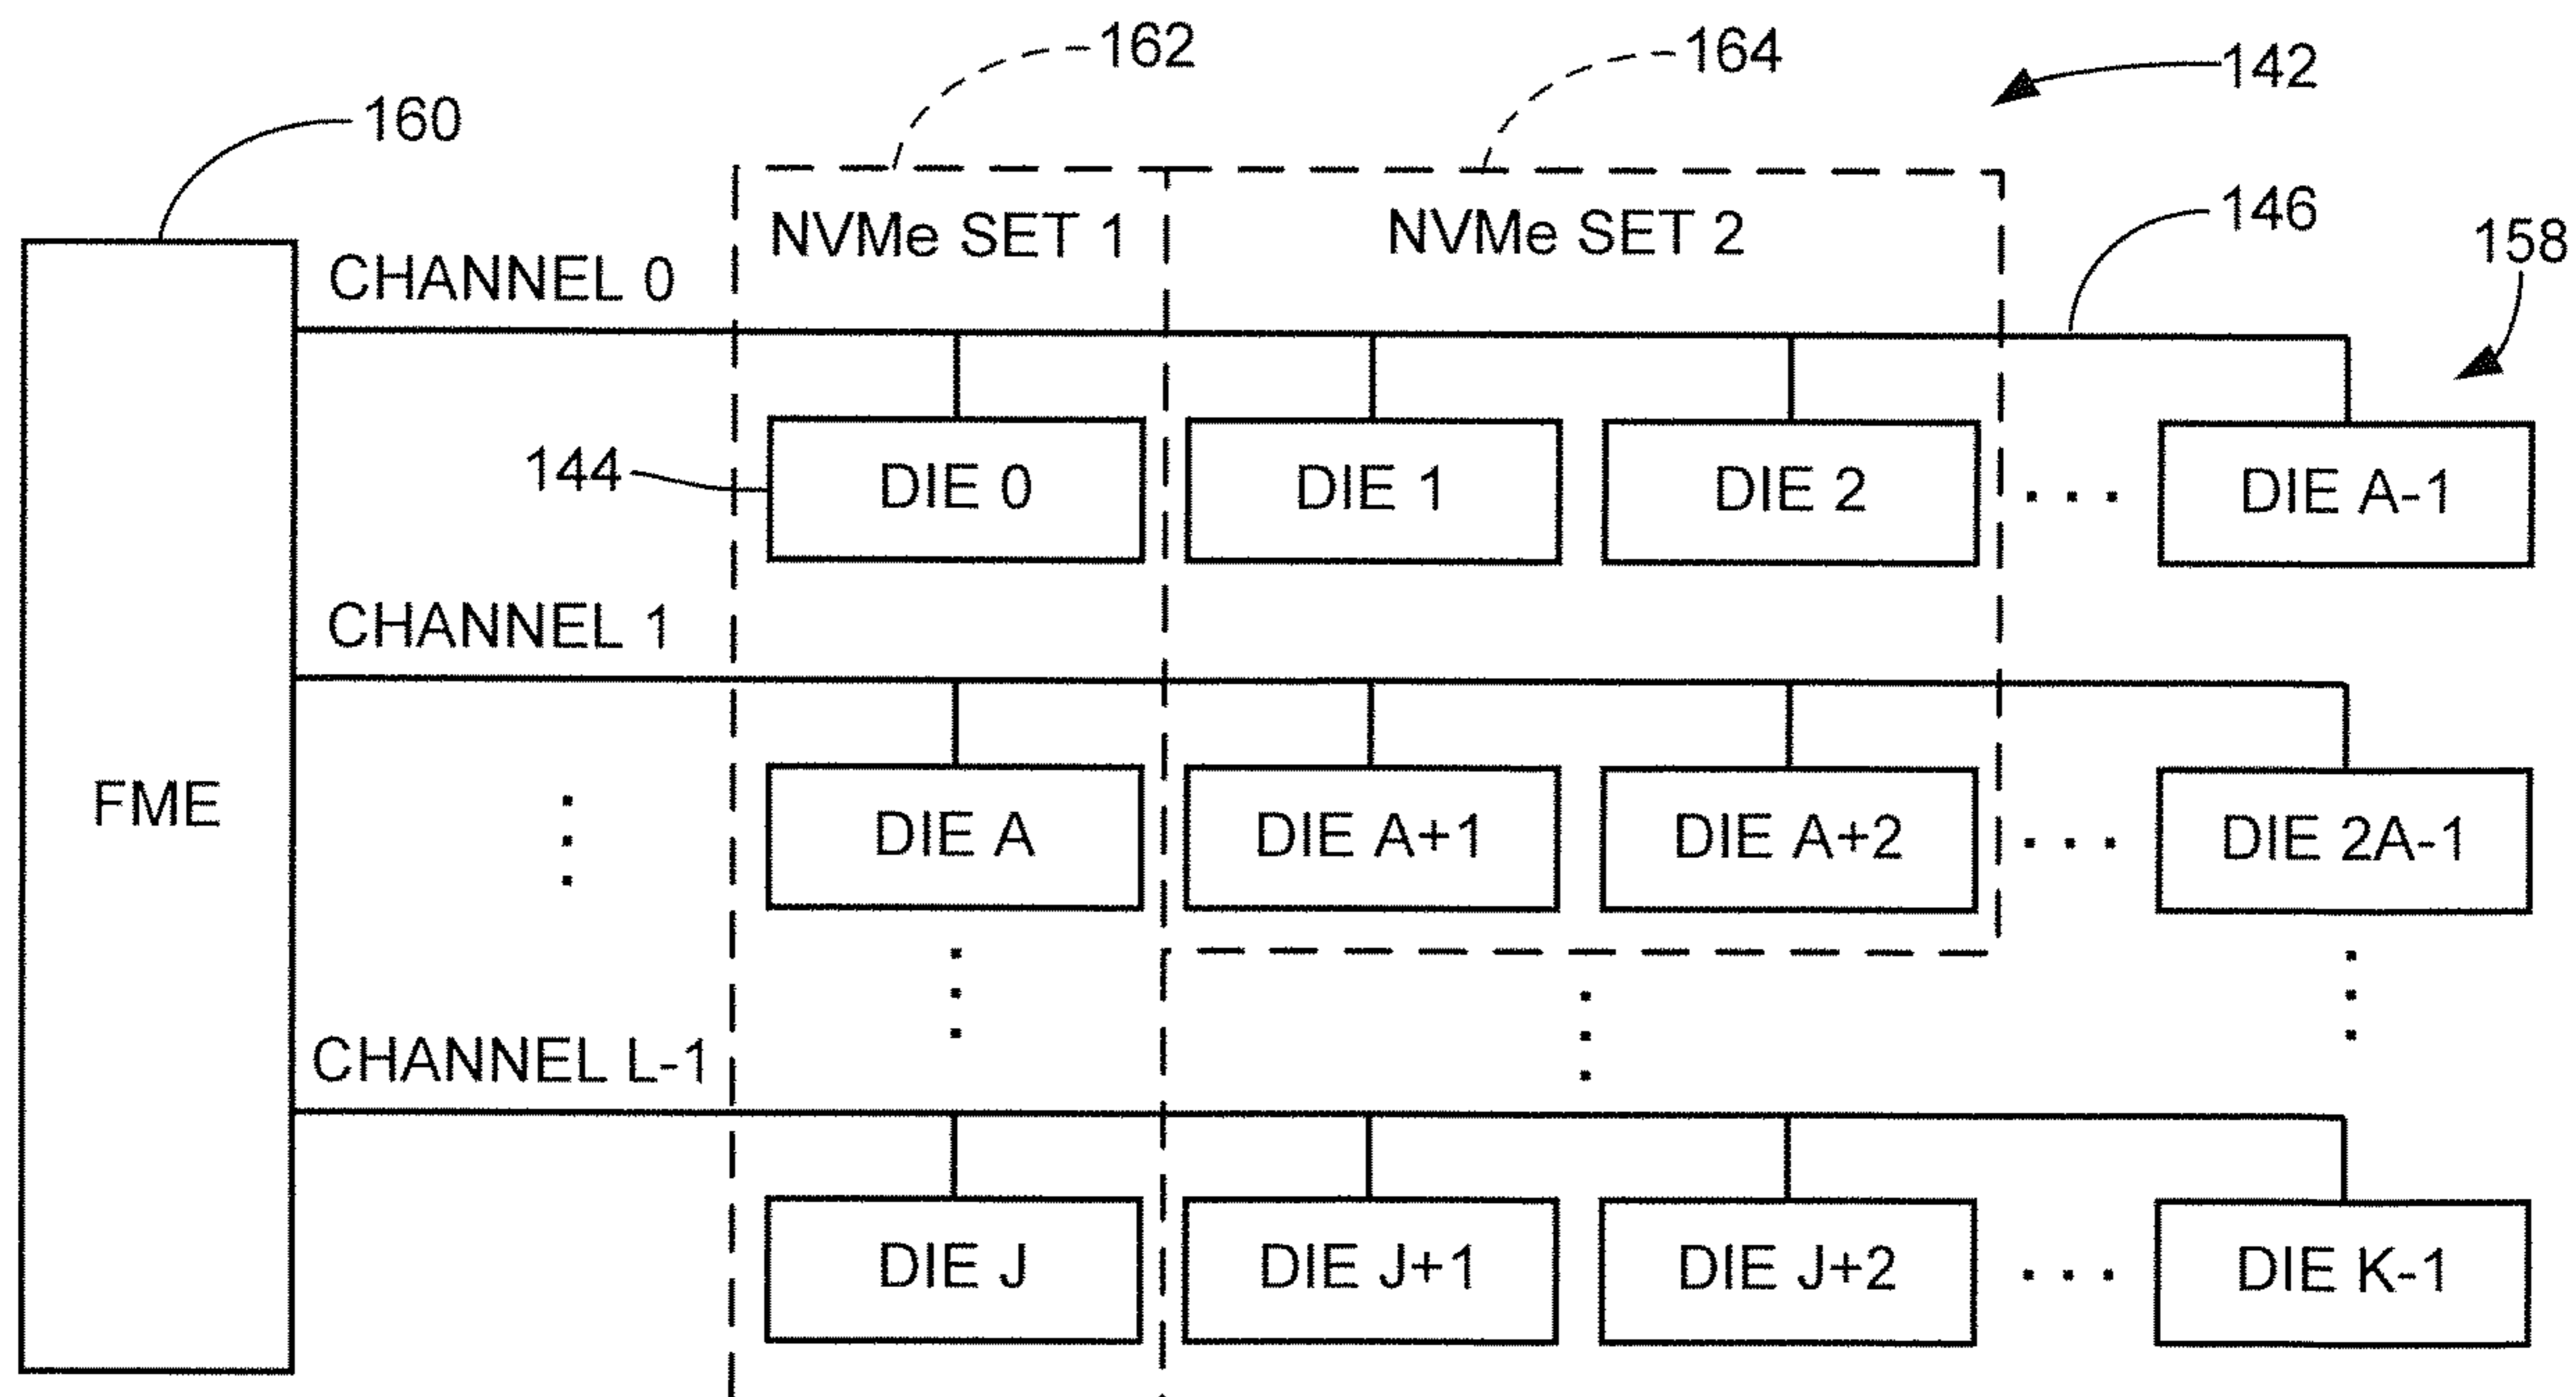 162
164
142
160
NVMe SET 1
NVMe SET 2
146
158
CHANNEL 0
144
DIE 0
DIE 1
DIE 2
. . .
DIE A-1
CHANNEL 1
FME
DIE A
DIE A+1
DIE A+2
. . .
DIE 2A-1
CHANNEL L-1
DIE J
DIE J+1
DIE J+2
. . .
DIE K-1